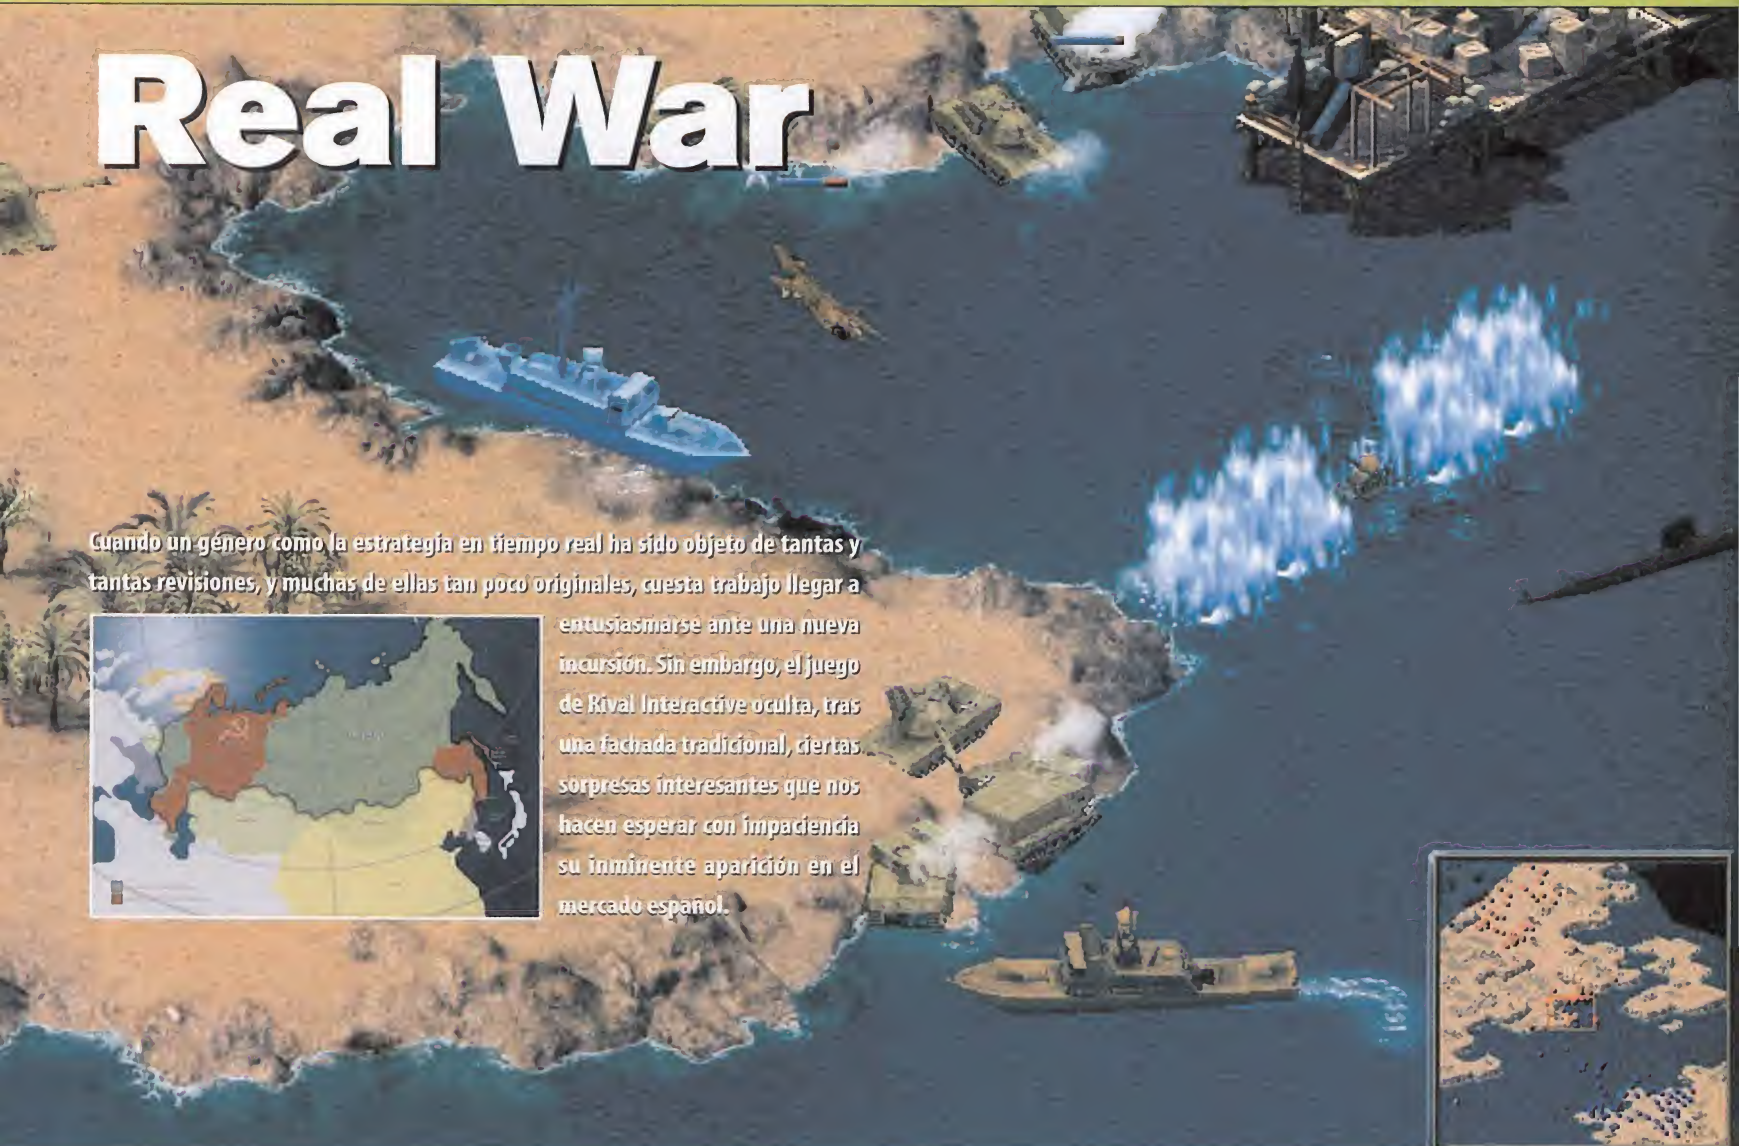 Real War
Cuando un género como la estrategia en tiempo real ha sido objeto de tantas y
tantas revisiones, y muchas de ellas tan poco originales, cuesta trabajo llegar a
entusiasmarse ante una nueva
incursión. Sin embargo, el juego
de Rival Interactive oculta, tras
una fachada tradicional, ciertas
sorpresas interesantes que nos
hacen esperar con impaciencia
su inminente aparición en el
mercado español.